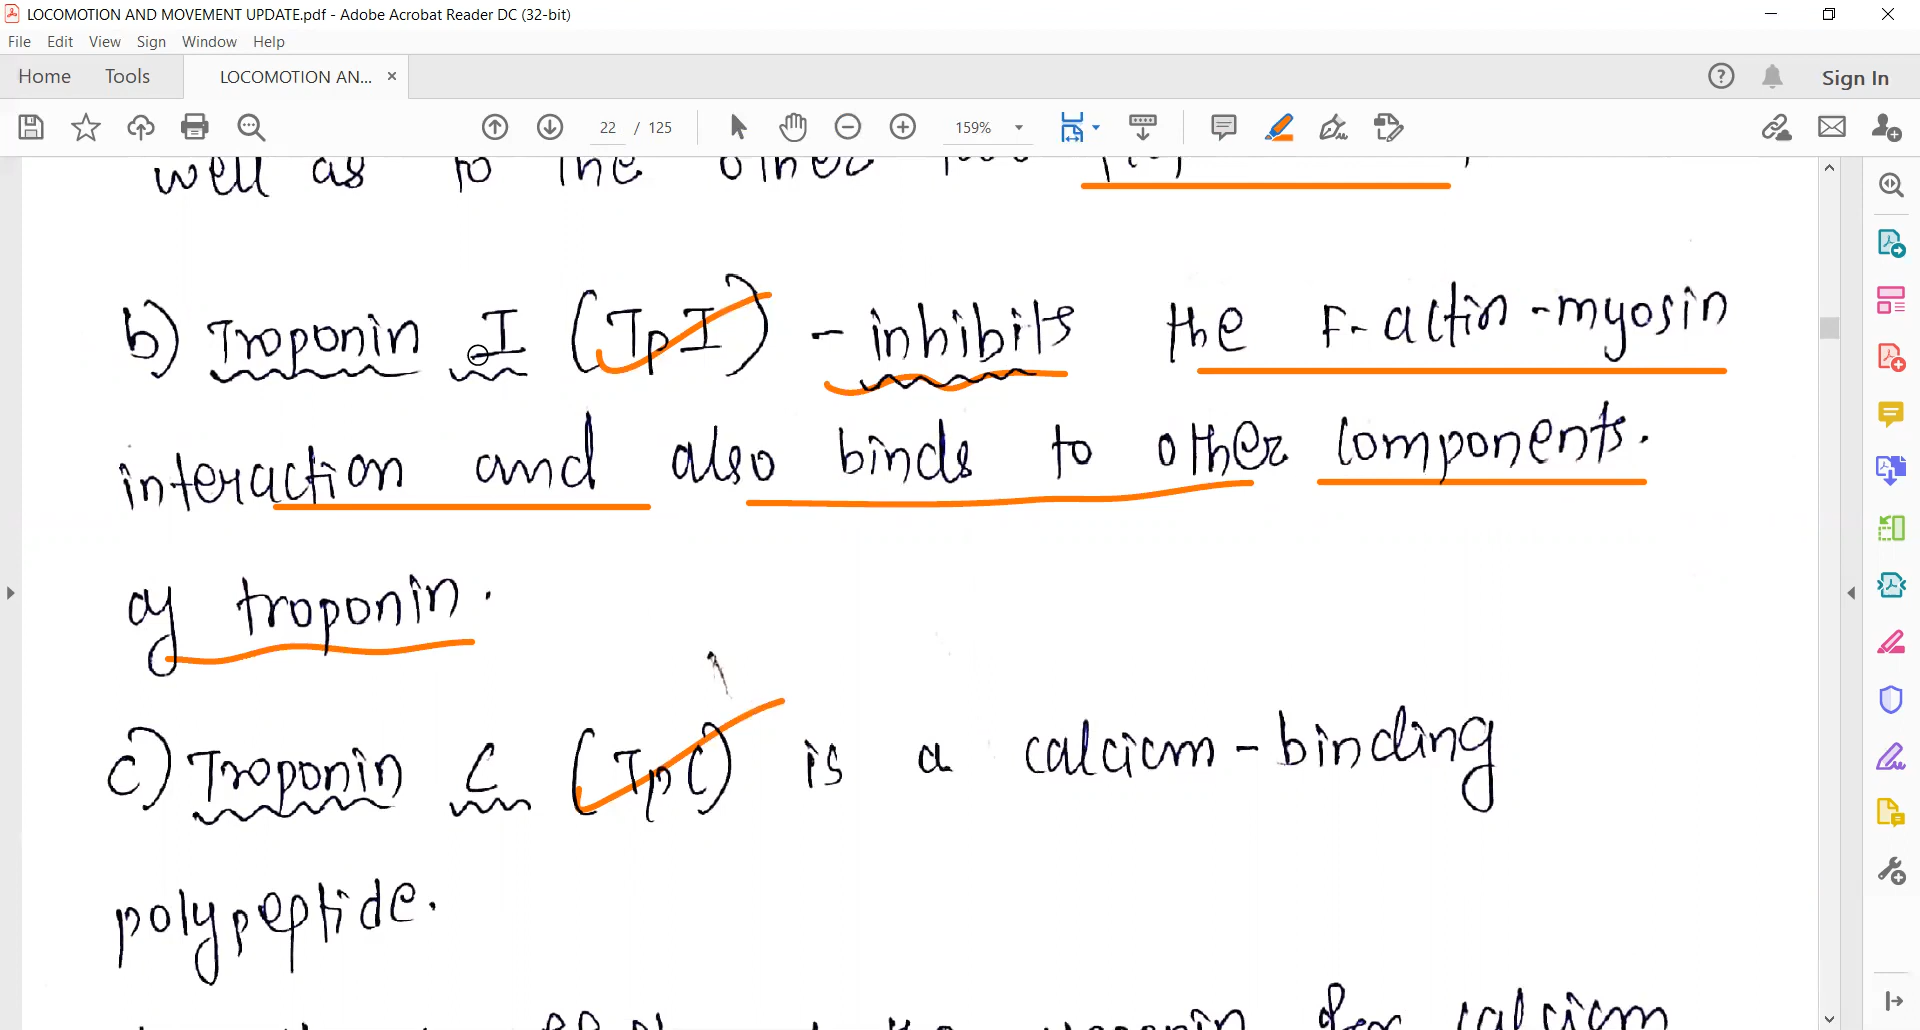 LOCOMOTION AND MOVEMENT UPDATE.pdf - Adobe Acrobat Reader DC (32-bit)
File Edit View Sign Window Help
Home Tools LOCOMOTION AN... × Sign In
22 / 125 159%
well as to the other
b) Troponin I (TpI) - inhibits the F-actin-myosin
interaction and also binds to other components.
of troponin.
c) Troponin C (TpC) is a calcium-binding
polypeptide.
for calcium